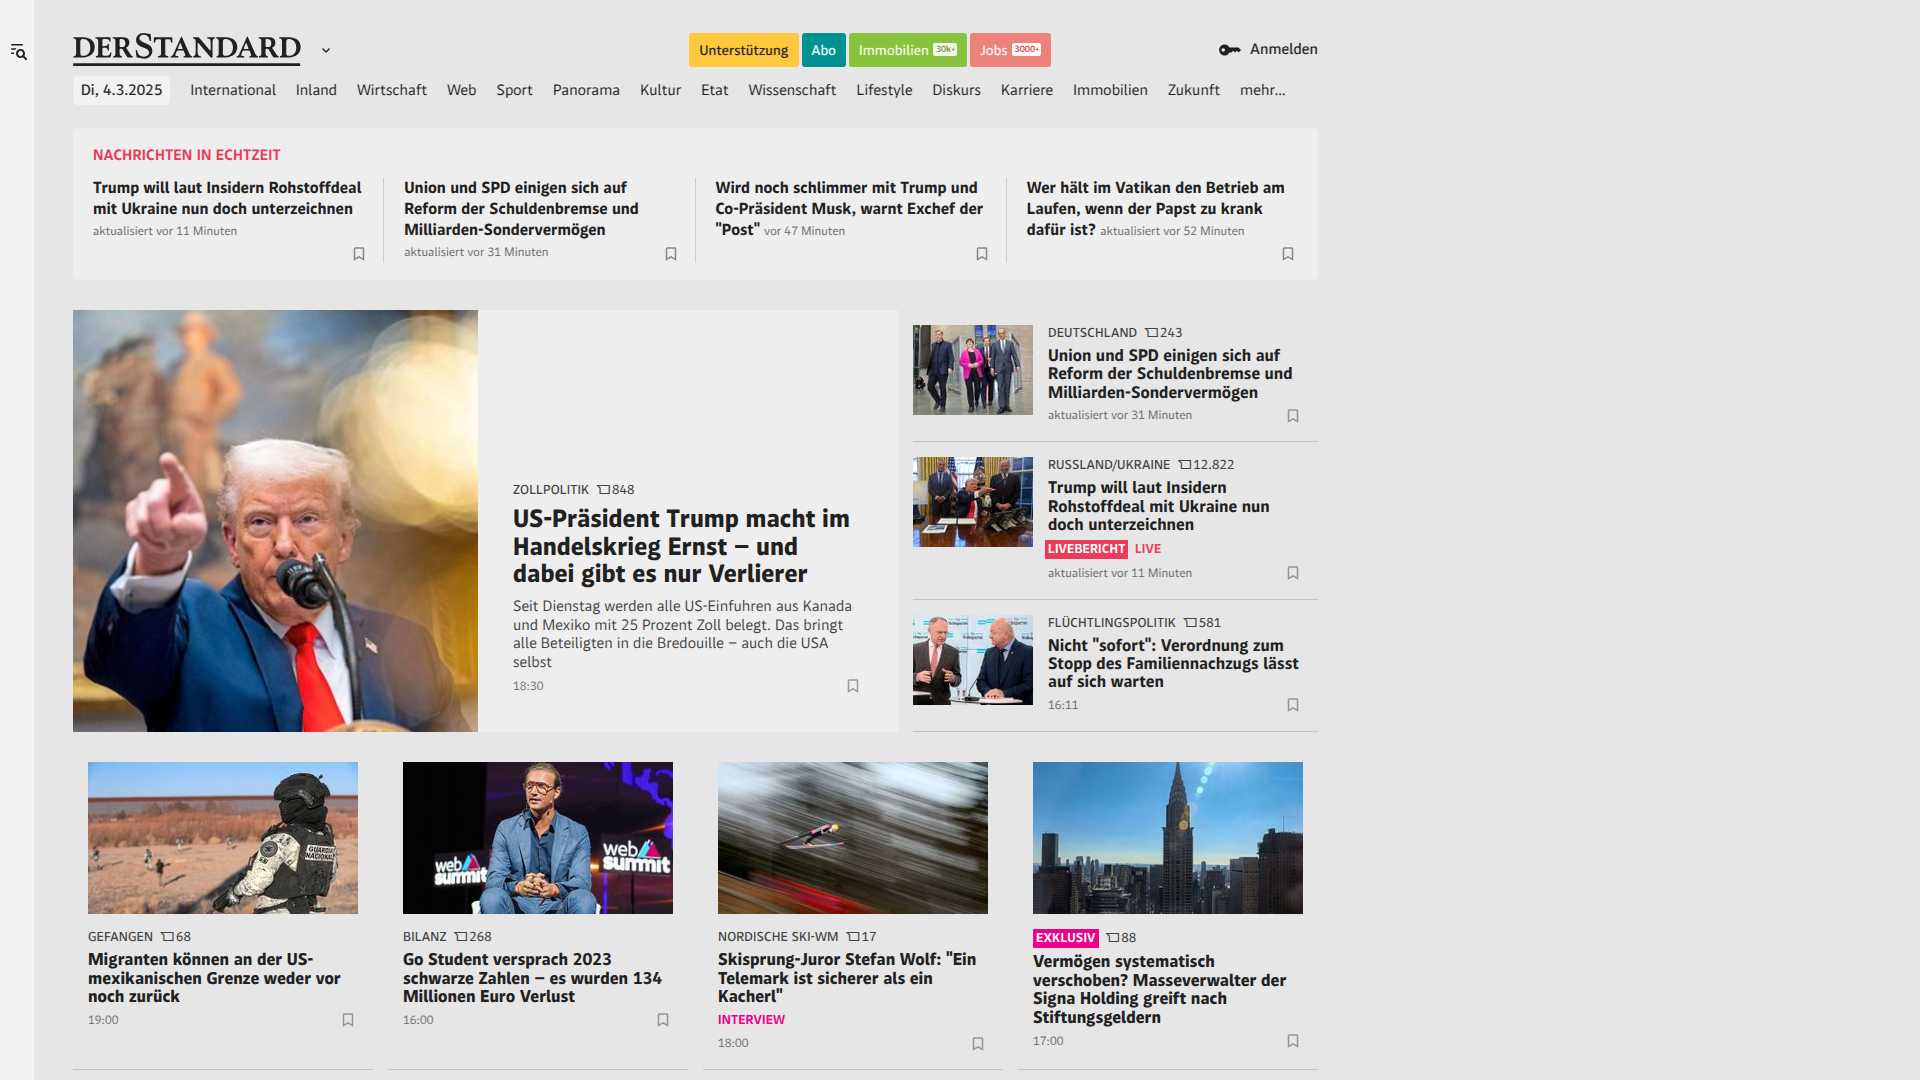 DERSTANDARD
Unterstützung
Abo
Immobilien 30k+
Jobs 3000+
Anmelden
Di, 4.3.2025
International
Inland
Wirtschaft
Web
Sport
Panorama
Kultur
Etat
Wissenschaft
Lifestyle
Diskurs
Karriere
Immobilien
Zukunft
mehr...
NACHRICHTEN IN ECHTZEIT
Trump will laut Insidern Rohstoffdeal
mit Ukraine nun doch unterzeichnen
aktualisiert vor 11 Minuten
Union und SPD einigen sich auf
Reform der Schuldenbremse und
Milliarden-Sondervermögen
aktualisiert vor 31 Minuten
Wird noch schlimmer mit Trump und
Co-Präsident Musk, warnt Exchef der
"Post" vor 47 Minuten
Wer hält im Vatikan den Betrieb am
Laufen, wenn der Papst zu krank
dafür ist? aktualisiert vor 52 Minuten
ZOLLPOLITIK 848
US-Präsident Trump macht im
Handelskrieg Ernst – und
dabei gibt es nur Verlierer
Seit Dienstag werden alle US-Einfuhren aus Kanada
und Mexiko mit 25 Prozent Zoll belegt. Das bringt
alle Beteiligten in die Bredouille – auch die USA
selbst
18:30
DEUTSCHLAND 243
Union und SPD einigen sich auf
Reform der Schuldenbremse und
Milliarden-Sondervermögen
aktualisiert vor 31 Minuten
RUSSLAND/UKRAINE 12.822
Trump will laut Insidern
Rohstoffdeal mit Ukraine nun
doch unterzeichnen
LIVEBERICHT LIVE
aktualisiert vor 11 Minuten
FLÜCHTLINGSPOLITIK 581
Nicht "sofort": Verordnung zum
Stopp des Familiennachzugs lässt
auf sich warten
16:11
GUARDIA
NACIONAL
GEFANGEN 68
Migranten können an der US-
mexikanischen Grenze weder vor
noch zurück
19:00
web
summit
web
summit
BILANZ 268
Go Student versprach 2023
schwarze Zahlen – es wurden 134
Millionen Euro Verlust
16:00
NORDISCHE SKI-WM 17
Skisprung-Juror Stefan Wolf: "Ein
Telemark ist sicherer als ein
Kacherl"
INTERVIEW
18:00
EXKLUSIV 88
Vermögen systematisch
verschoben? Masseverwalter der
Signa Holding greift nach
Stiftungsgeldern
17:00